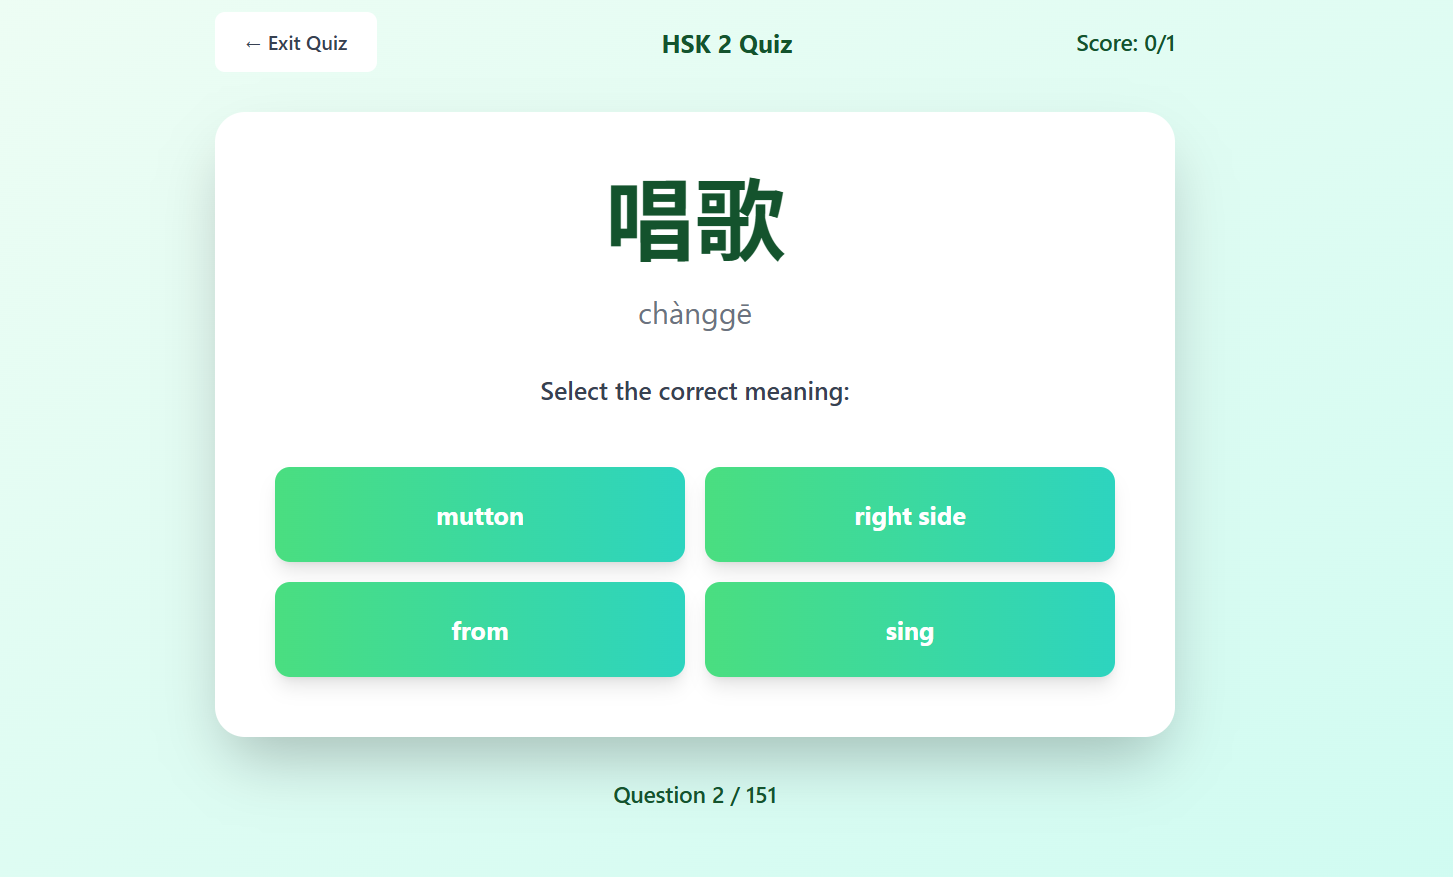 ← Exit Quiz
HSK 2 Quiz
Score: 0/1
唱歌
chànggē
Select the correct meaning:
mutton
right side
from
sing
Question 2 / 151